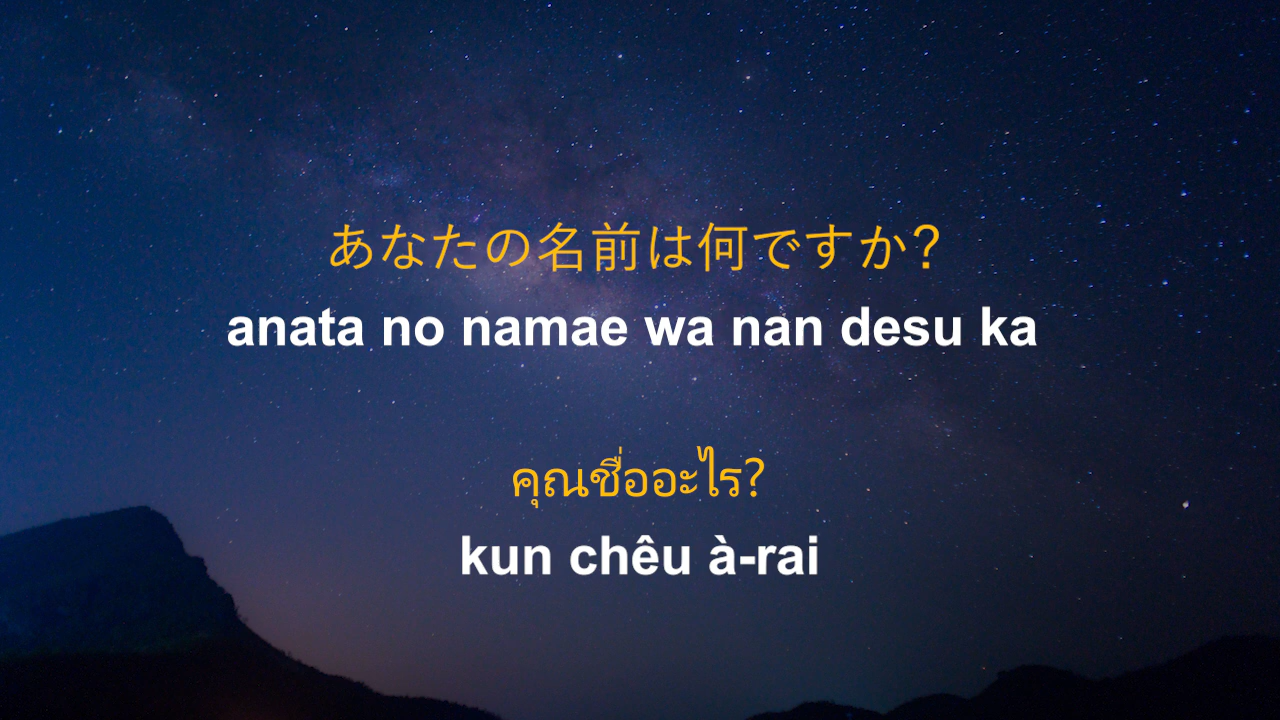 あなたの名前は何ですか?
anata no namae wa nan desu ka
คุณชื่ออะไร?
kun chêu à-rai